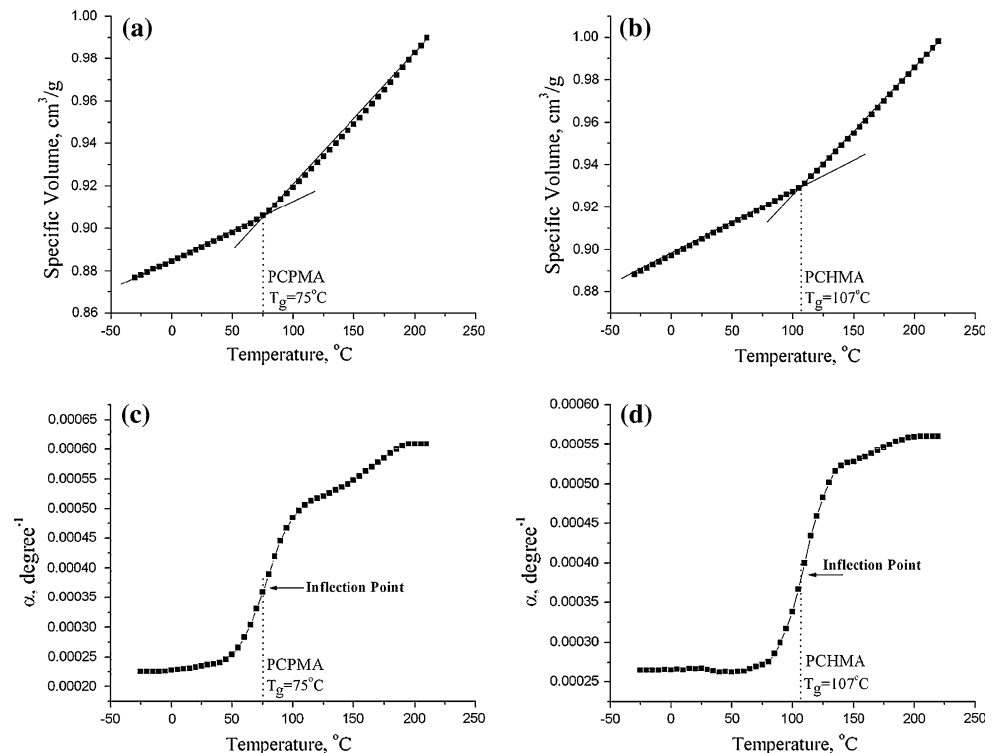 (a)
Specific Volume, cm³/g
1.00
0.98
0.96
0.94
0.92
0.90
0.88
0.86
PCPMA
Tg=75°C
-50 0 50 100 150 200 250
Temperature, °C
(b)
Specific Volume, cm³/g
1.00
0.98
0.96
0.94
0.92
0.90
0.88
PCHMA
Tg=107°C
-50 0 50 100 150 200 250
Temperature, °C
(c)
α, degree⁻¹
0.00065
0.00060
0.00055
0.00050
0.00045
0.00040
0.00035
0.00030
0.00025
0.00020
Inflection Point
PCPMA
Tg=75°C
-50 0 50 100 150 200 250
Temperature, °C
(d)
α, degree⁻¹
0.00060
0.00055
0.00050
0.00045
0.00040
0.00035
0.00030
0.00025
Inflection Point
PCHMA
Tg=107°C
-50 0 50 100 150 200 250
Temperature, °C